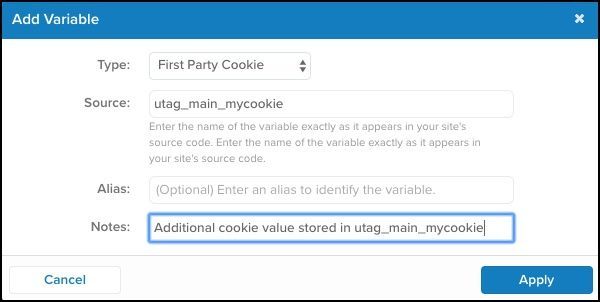 Add Variable
Type: First Party Cookie
Source: utag_main_mycookie
Enter the name of the variable exactly as it appears in your site's
source code. Enter the name of the variable exactly as it appears in
your site's source code.
Alias: (Optional) Enter an alias to identify the variable.
Notes: Additional cookie value stored in utag_main_mycookie
Cancel Apply